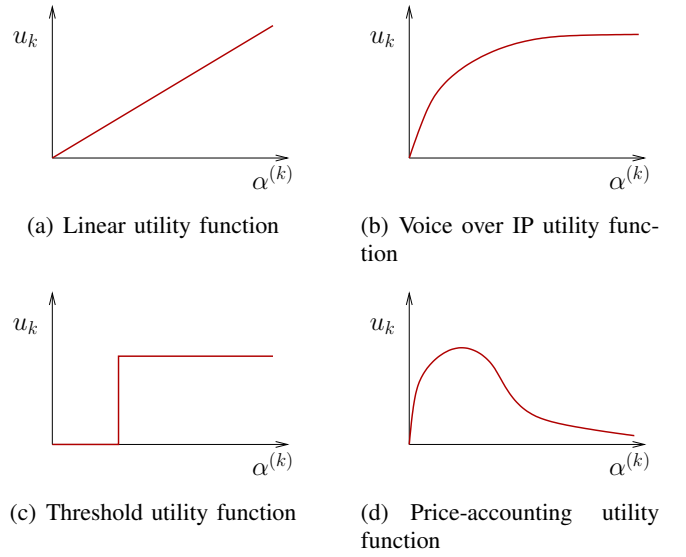 u_k
α^(k)
(a) Linear utility function
u_k
α^(k)
(b) Voice over IP utility func-
tion
u_k
α^(k)
(c) Threshold utility function
u_k
α^(k)
(d) Price-accounting utility
function